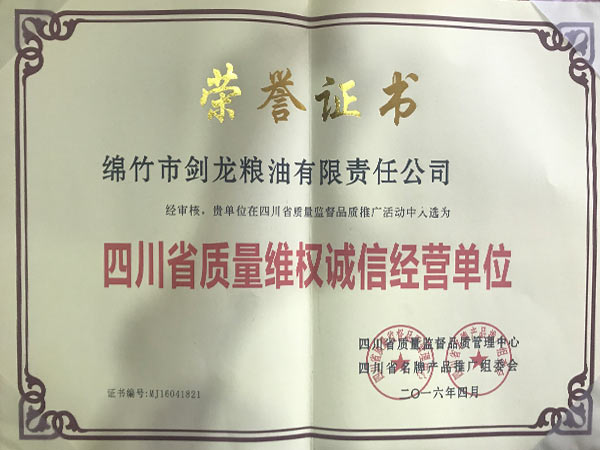 荣誉证书
绵竹市剑龙粮油有限责任公司
经审核，贵单位在四川省质量监督品质推广活动中入选为
四川省质量维权诚信经营单位
四川省质量监督品质管理中心
四川省名牌产品推广组委会
二〇一六年四月
证书编号:MJ16041821